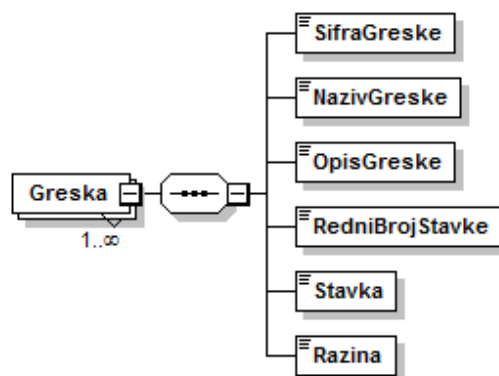 SifraGreske
NazivGreske
OpisGreske
Greska
1..∞
RedniBrojStavke
Stavka
Razina